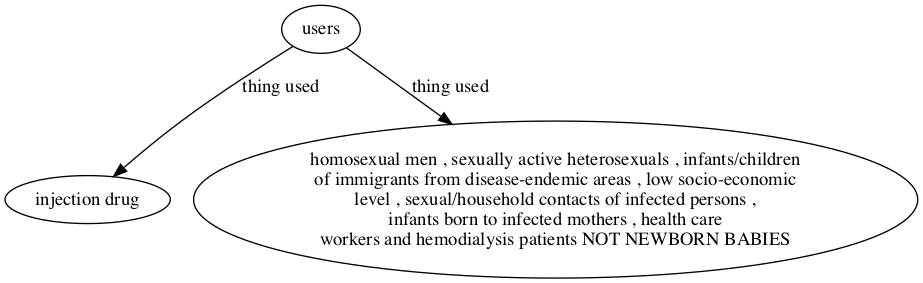 users
thing used
thing used
homosexual men , sexually active heterosexuals , infants/children
of immigrants from disease-endemic areas , low socio-economic
level , sexual/household contacts of infected persons ,
infants born to infected mothers , health care
workers and hemodialysis patients NOT NEWBORN BABIES
injection drug